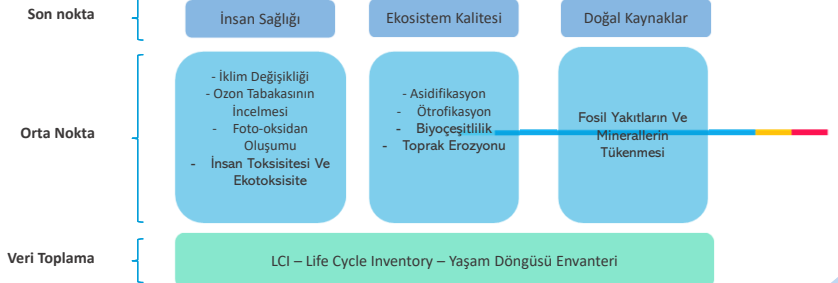 Son nokta
İnsan Sağlığı
Ekosistem Kalitesi
Doğal Kaynaklar
Orta Nokta
- İklim Değişikliği
- Ozon Tabakasının
İncelmesi
- Foto-oksidan
Oluşumu
- İnsan Toksisitesi Ve
Ekotoksisite
- Asidifikasyon
- Ötrofikasyon
- Biyoçeşitlilik
- Toprak Erozyonu
Fosil Yakıtların Ve
Minerallerin
Tükenmesi
Veri Toplama
LCI – Life Cycle Inventory – Yaşam Döngüsü Envanteri